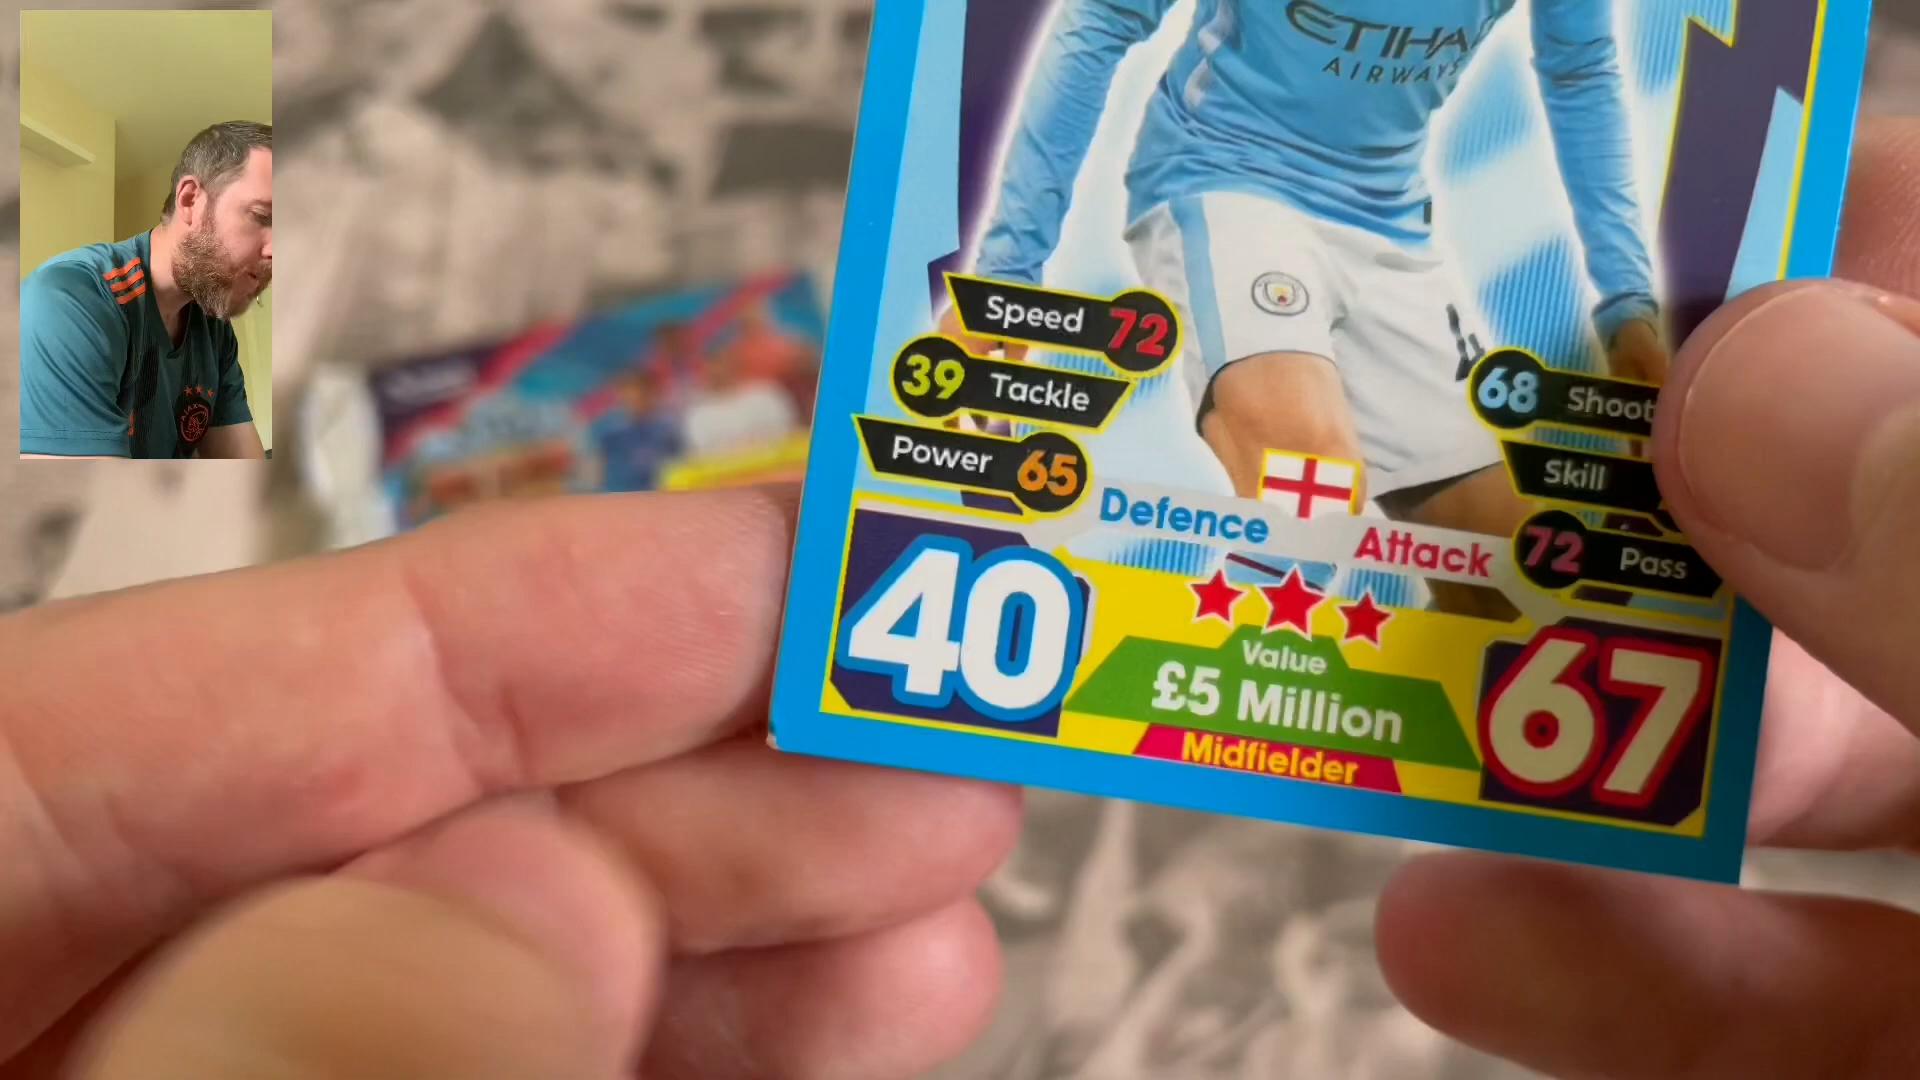 ETIHA
AIRWAYS
Speed 72
39 Tackle
Power 65
68 Shoot
Skill
72 Pass
Defence
Attack
40
67
Value
£5 Million
Midfielder